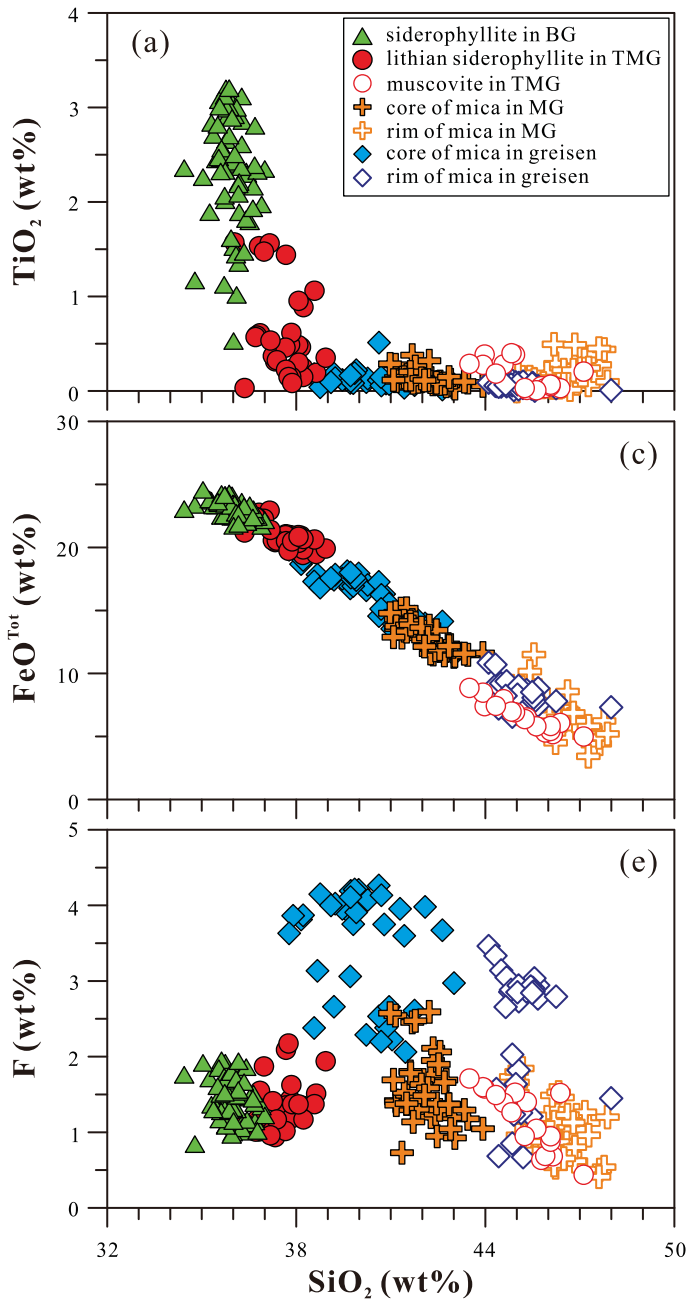 (a)
siderophyllite in BG
lithian siderophyllite in TMG
muscovite in TMG
core of mica in MG
rim of mica in MG
core of mica in greisen
rim of mica in greisen
TiO₂ (wt%)
4
3
2
1
0
(c)
FeOᵀᵒᵗ (wt%)
30
20
10
0
(e)
F (wt%)
5
4
3
2
1
0
32 38 44 50
SiO₂ (wt%)